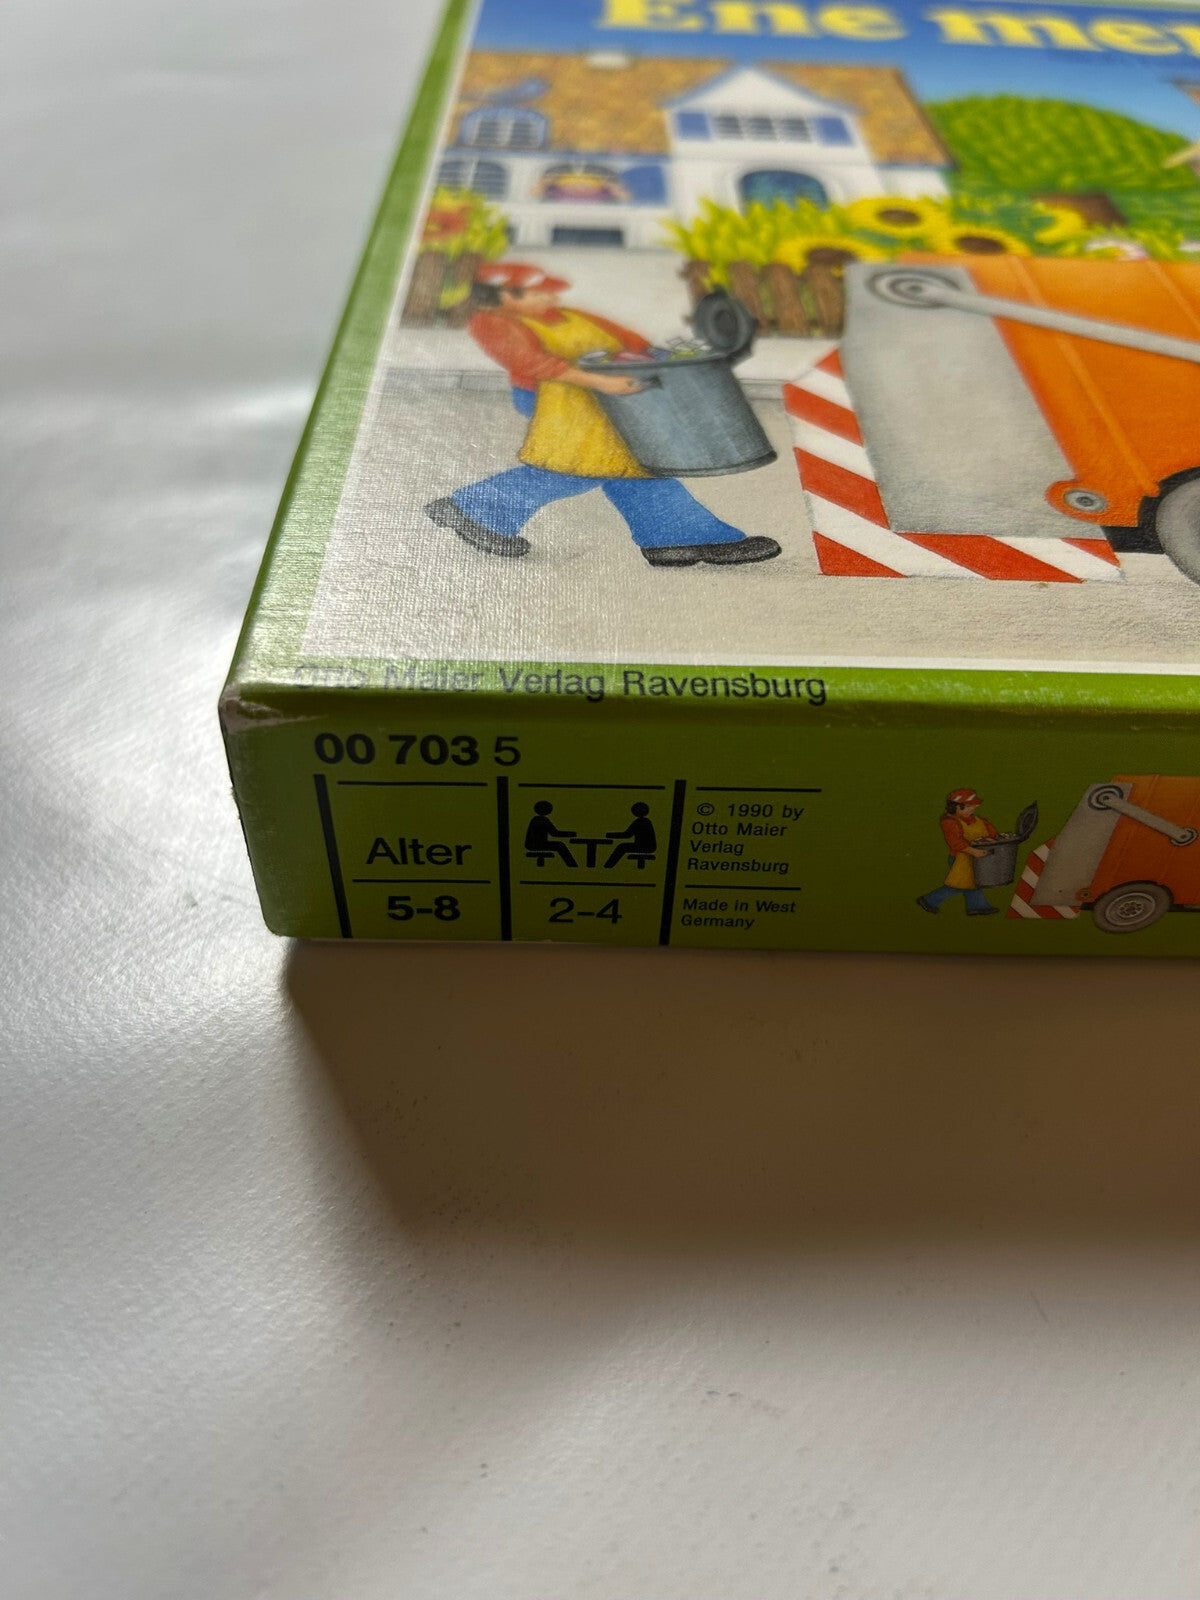 Ene
Otto Maier Verlag Ravensburg
00 703 5
Alter
5-8
2-4
© 1990 by
Otto Maier
Verlag
Ravensburg
Made in West
Germany